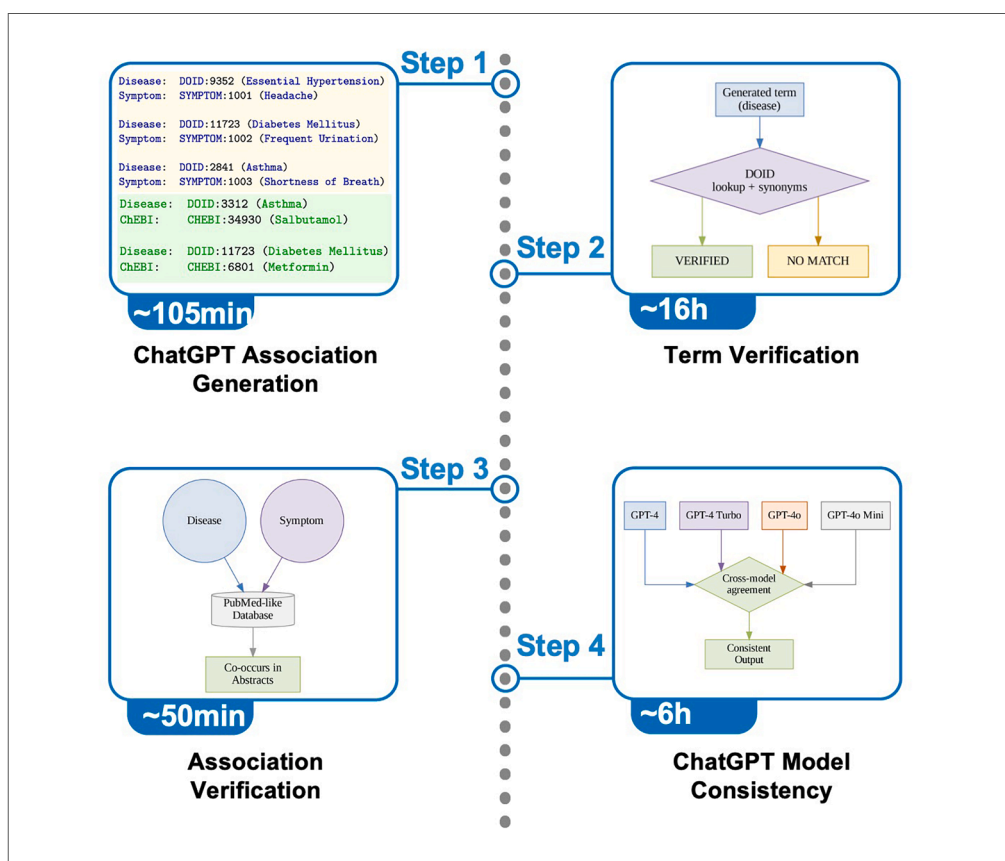 Step 1
Disease: DOID:9352 (Essential Hypertension)
Symptom: SYMPTOM:1001 (Headache)
Disease: DOID:11723 (Diabetes Mellitus)
Symptom: SYMPTOM:1002 (Frequent Urination)
Disease: DOID:2841 (Asthma)
Symptom: SYMPTOM:1003 (Shortness of Breath)
Disease: DOID:3312 (Asthma)
ChEBI: CHEBI:34930 (Salbutamol)
Disease: DOID:11723 (Diabetes Mellitus)
ChEBI: CHEBI:6801 (Metformin)
~105min
ChatGPT Association
Generation
Step 2
Generated term
(disease)
DOID
lookup + synonyms
VERIFIED
NO MATCH
~16h
Term Verification
Step 3
Disease
Symptom
PubMed-like
Database
Co-occurs in
Abstracts
~50min
Association
Verification
Step 4
GPT-4
GPT-4 Turbo
GPT-4o
GPT-4o Mini
Cross-model
agreement
Consistent
Output
~6h
ChatGPT Model
Consistency